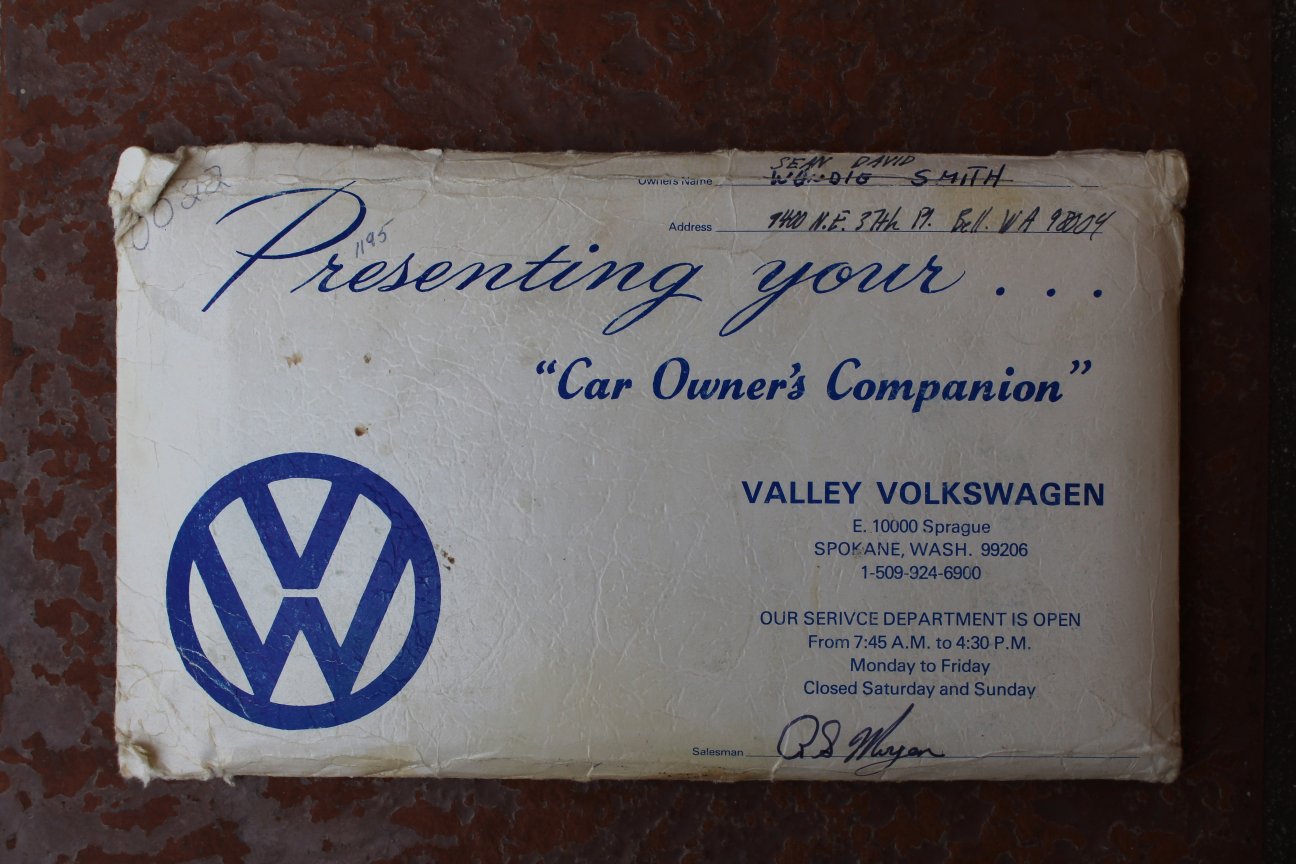 SEAN DAVID
Owners Name SMITH
Address N.E. 37th Pl. Bell. WA 98004
00
1195
Presenting your ...
“Car Owner's Companion”
VW
VALLEY VOLKSWAGEN
E. 10000 Sprague
SPOKANE, WASH. 99206
1-509-924-6900
OUR SERIVCE DEPARTMENT IS OPEN
From 7:45 A.M. to 4:30 P.M.
Monday to Friday
Closed Saturday and Sunday
Salesman